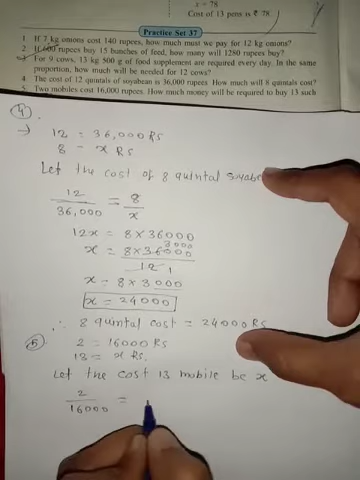 x = 78
Cost of 13 pens is ₹ 78
Practice Set 37
1 If 7 kg onions cost 140 rupees, how much must we pay for 12 kg onions?
2 If 600 rupees buy 15 bunches of feed, how many will 1280 rupees buy?
3 For 9 cows, 13 kg 500 g of food supplement are required every day. In the same
proportion, how much will be needed for 12 cows?
4 The cost of 12 quintals of soyabean is 36,000 rupees. How much will 8 quintals cost?
5 Two mobiles cost 16,000 rupees. How much money will be required to buy 13 such
④
→ 12 = 36,000 RS
8 - x RS
Let the cost of 8 quintal soyabe
12 / 36,000 = 8 / x
12x = 8 × 36000
x = 8 × 36000 / 12 3000 1
x = 8 × 3000
x = 24000
∴ 8 quintal cost = 24000 RS
⑤ 2 = 16000 RS
13 = x RS.
Let the cost 13 mobile be x
2 / 16000 =